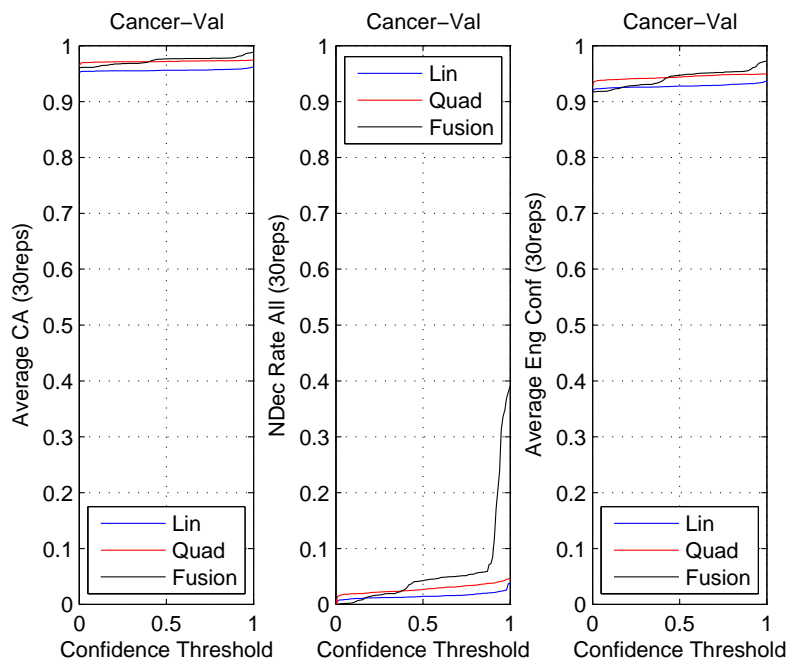 Cancer−Val
Average CA (30reps)
1
0.9
0.8
0.7
0.6
0.5
0.4
0.3
0.2
0.1
0
Lin
Quad
Fusion
0
0.5
1
Confidence Threshold
Cancer−Val
NDec Rate All (30reps)
1
0.9
0.8
0.7
0.6
0.5
0.4
0.3
0.2
0.1
0
Lin
Quad
Fusion
0
0.5
1
Confidence Threshold
Cancer−Val
Average Eng Conf (30reps)
1
0.9
0.8
0.7
0.6
0.5
0.4
0.3
0.2
0.1
0
Lin
Quad
Fusion
0
0.5
1
Confidence Threshold